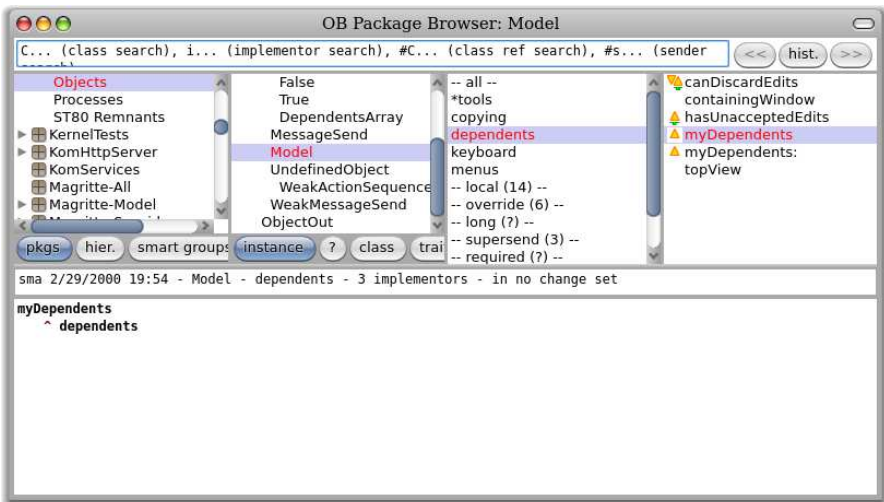 OB Package Browser: Model
C... (class search), i... (implementor search), #C... (class ref search), #s... (sender
<< hist. >>
Objects
Processes
ST80 Remnants
KernelTests
KomHttpServer
KomServices
Magritte-All
Magritte-Model
False
True
DependentsArray
MessageSend
Model
UndefinedObject
WeakActionSequence
WeakMessageSend
ObjectOut
-- all --
*tools
copying
dependents
keyboard
menus
-- local (14) --
-- override (6) --
-- long (?) --
-- supersend (3) --
-- required (?) --
canDiscardEdits
containingWindow
hasUnacceptedEdits
myDependents
myDependents:
topView
pkgs hier. smart groups instance ? class trai
sma 2/29/2000 19:54 - Model - dependents - 3 implementors - in no change set
myDependents
^ dependents